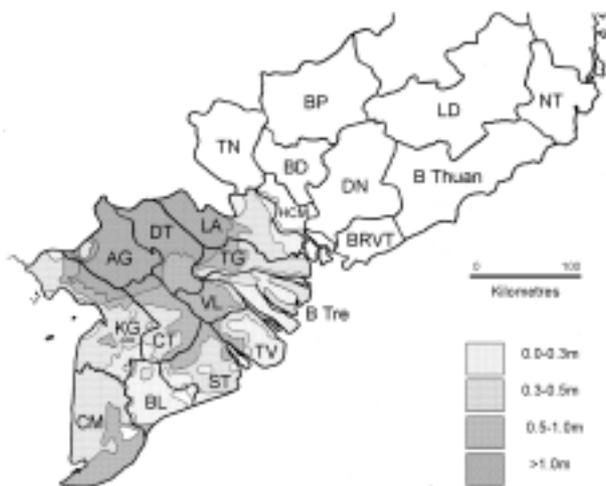 BP
LD
NT
TN
BD
B Thuan
DN
HCM
LA
DT
BRVT
AG
TG
0 100
Kilometres
VL
B Tre
KG
CT
TV
ST
BL
CM
0.0-0.3m
0.3-0.5m
0.5-1.0m
>1.0m